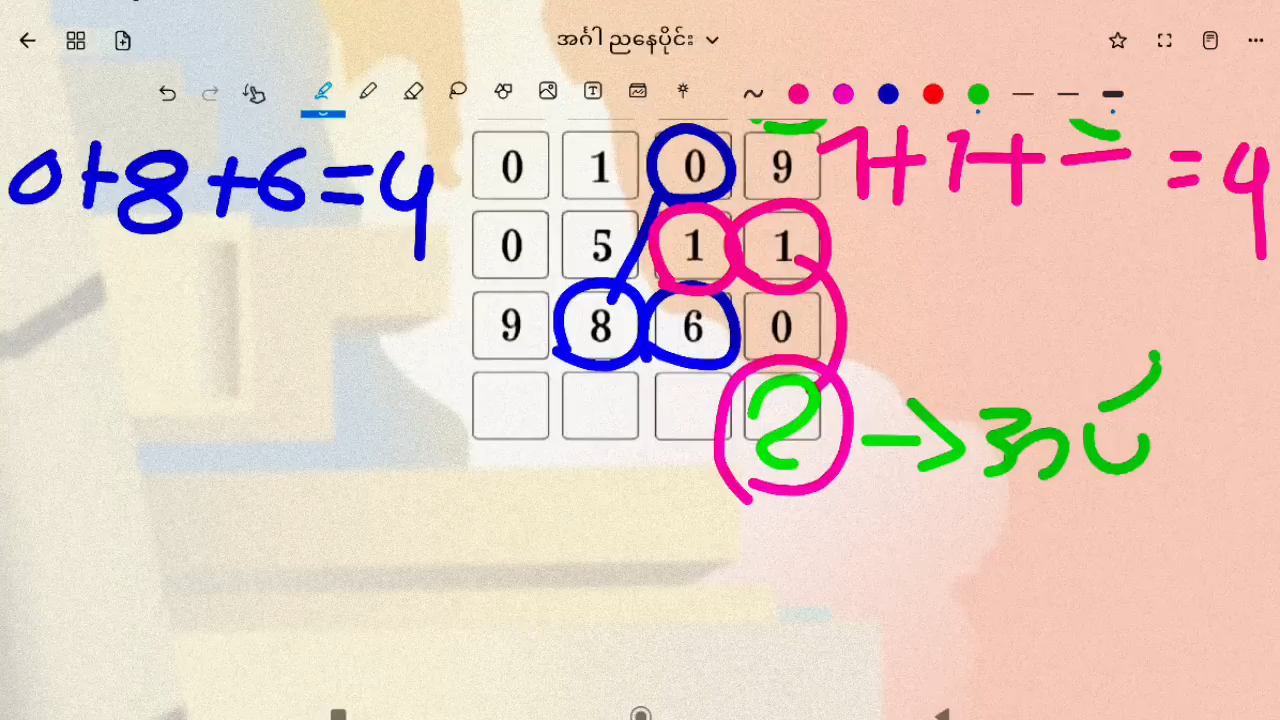 အင်္ဂါ ညနေပိုင်း
0 1 0 9
0+8+6=4
1+1+ =4
0 5 1 1
9 8 6 0
2 → အပ်